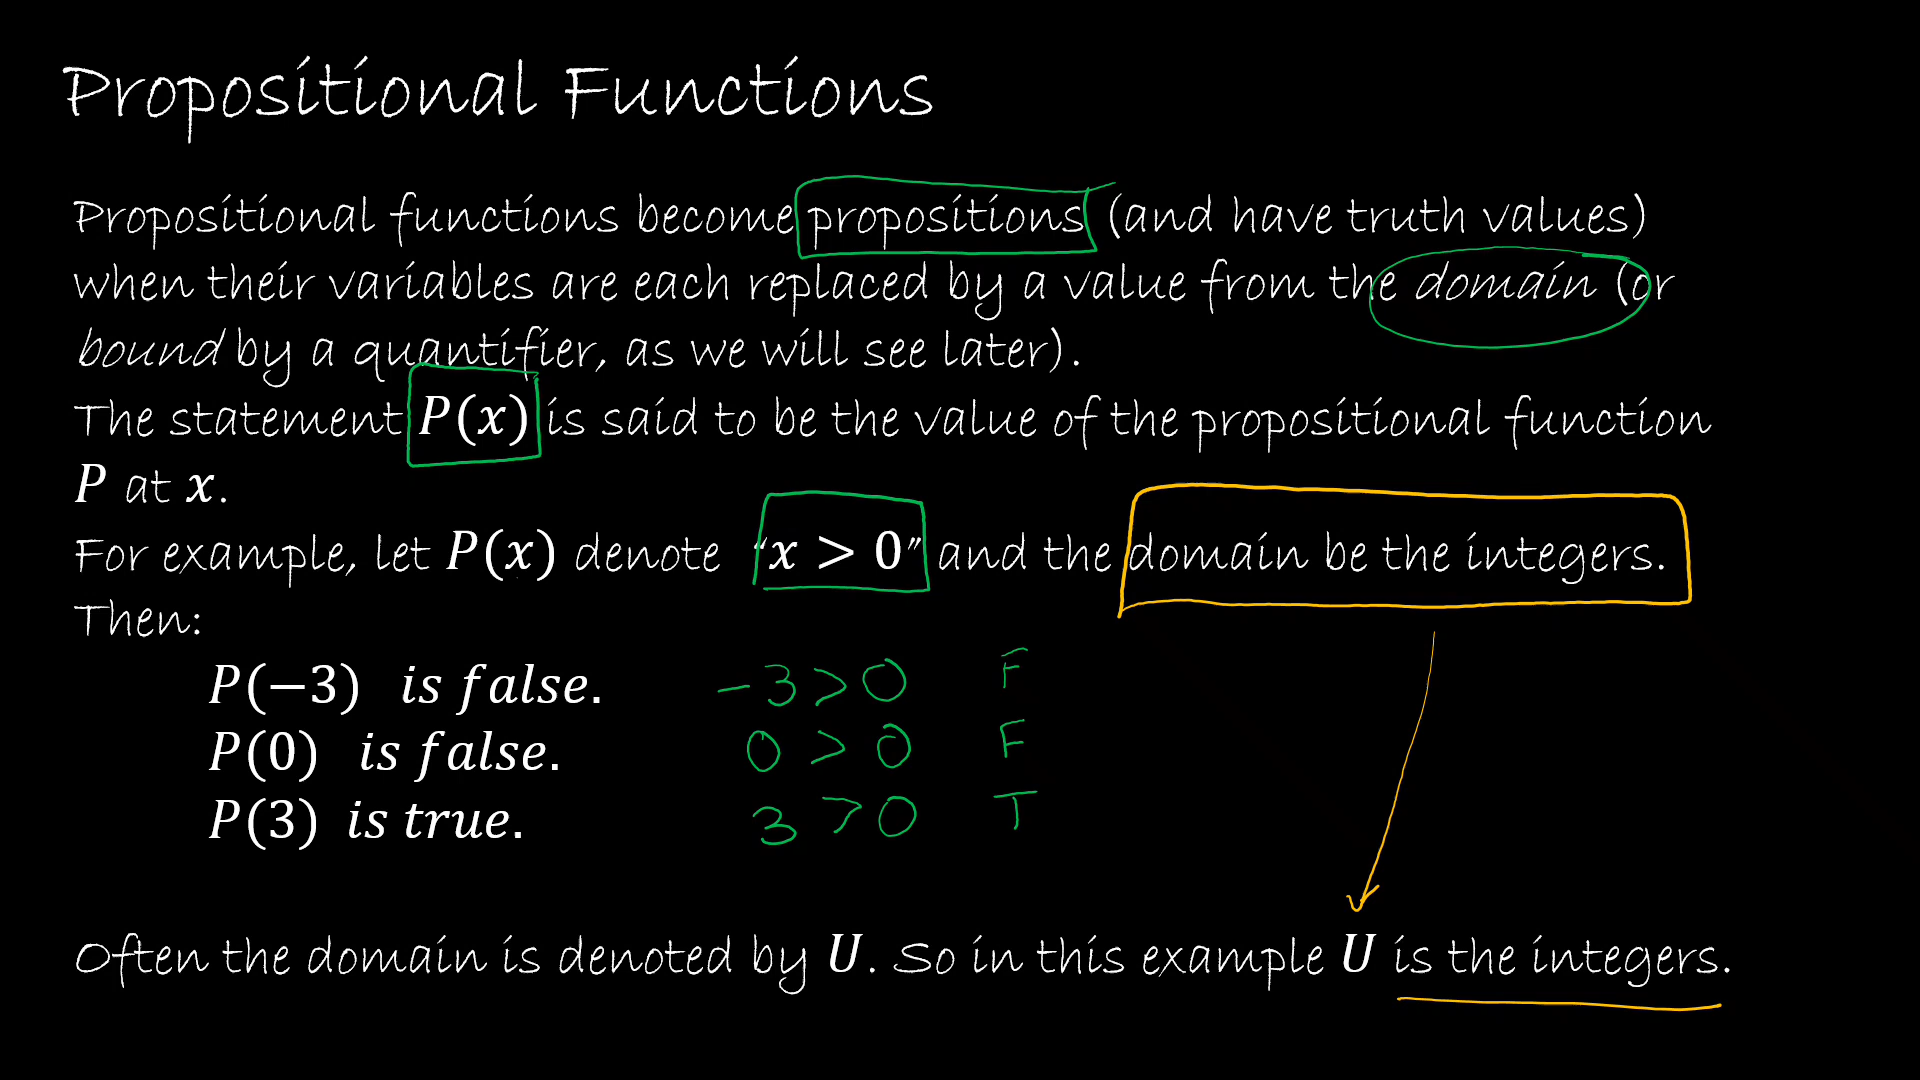 Propositional Functions
Propositional functions become propositions (and have truth values)
when their variables are each replaced by a value from the domain (or
bound by a quantifier, as we will see later).
The statement P(x) is said to be the value of the propositional function
P at x.
For example, let P(x) denote “x > 0” and the domain be the integers.
Then:
P(−3) is false. −3 > 0 F
P(0) is false. 0 > 0 F
P(3) is true. 3 > 0 T
Often the domain is denoted by U. So in this example U is the integers.